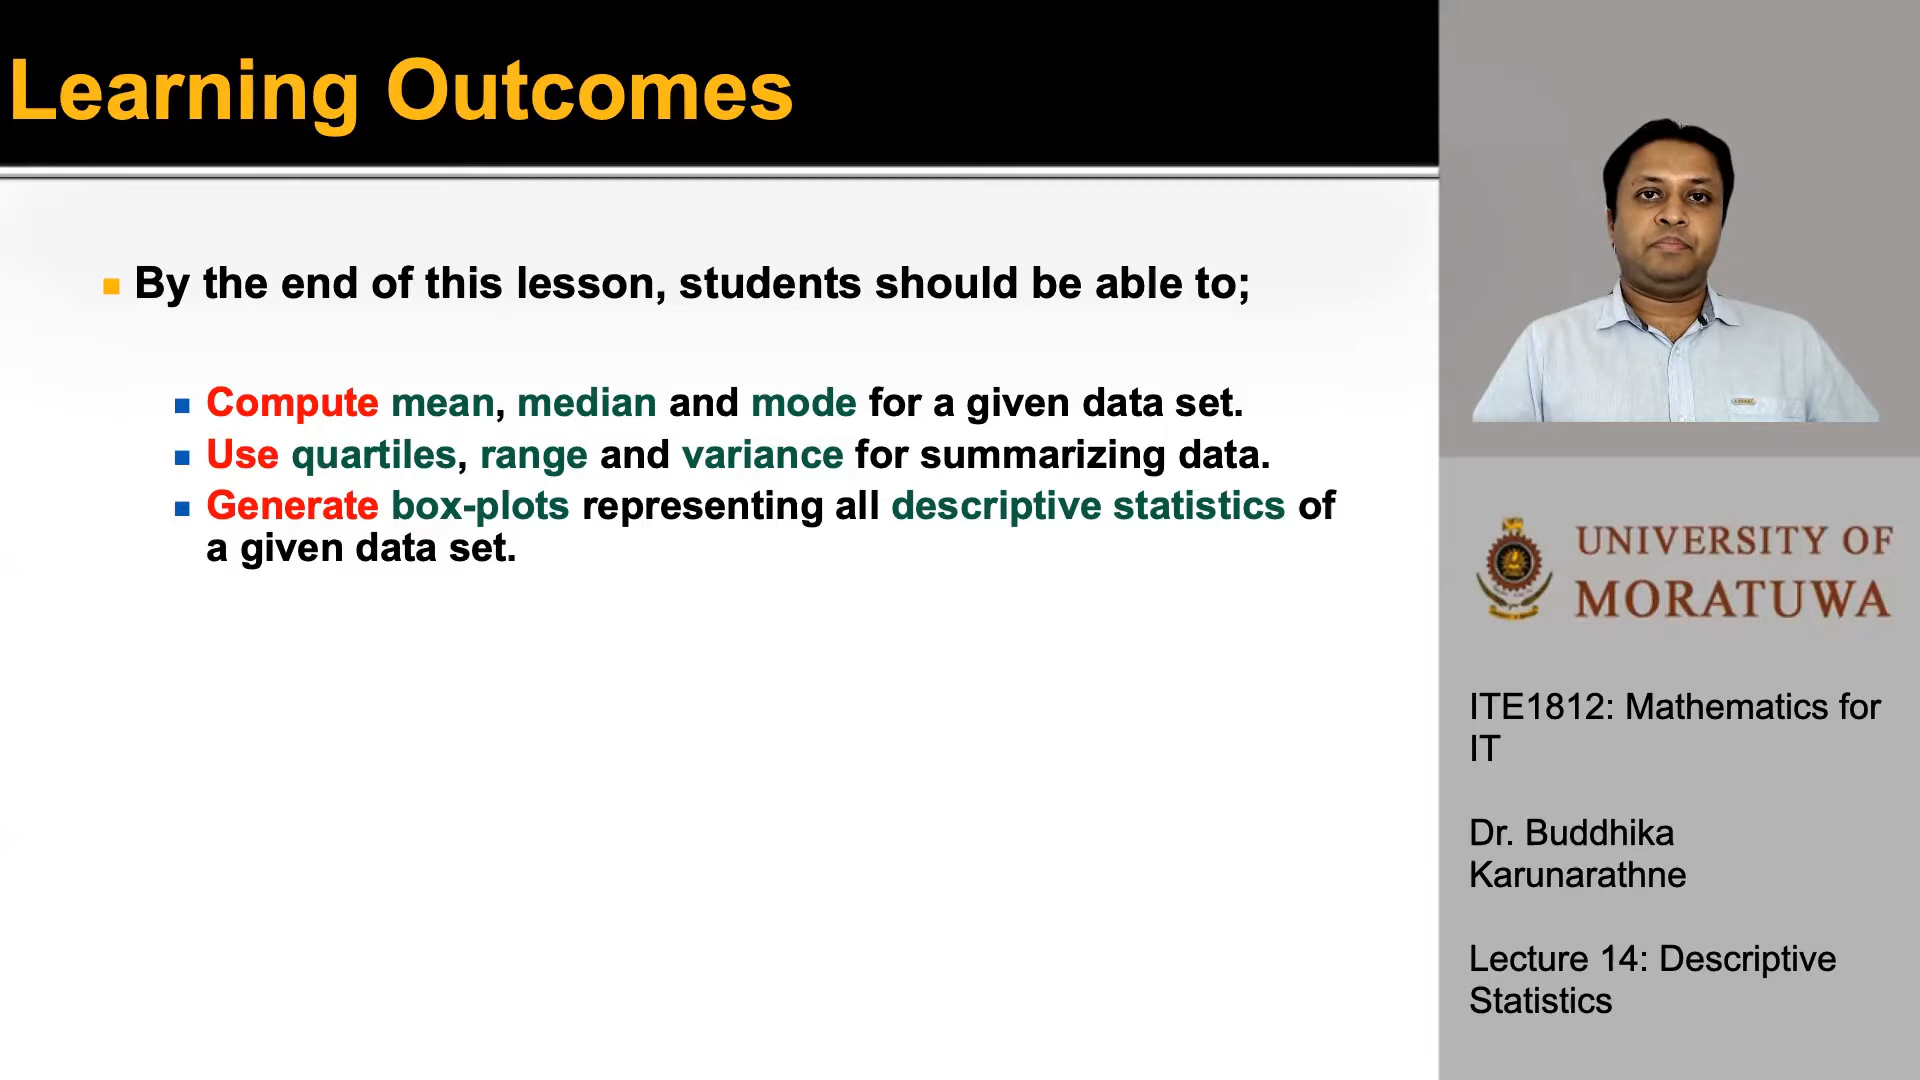 Learning Outcomes
By the end of this lesson, students should be able to;
Compute mean, median and mode for a given data set.
Use quartiles, range and variance for summarizing data.
Generate box-plots representing all descriptive statistics of
a given data set.
UNIVERSITY OF
MORATUWA
ITE1812: Mathematics for
IT
Dr. Buddhika
Karunarathne
Lecture 14: Descriptive
Statistics